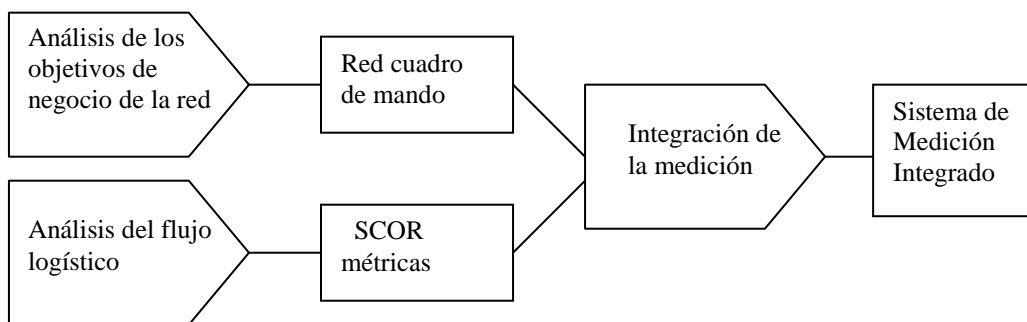 Análisis de los
objetivos de
negocio de la red
Red cuadro
de mando
Análisis del flujo
logístico
SCOR
métricas
Integración de
la medición
Sistema de
Medición
Integrado